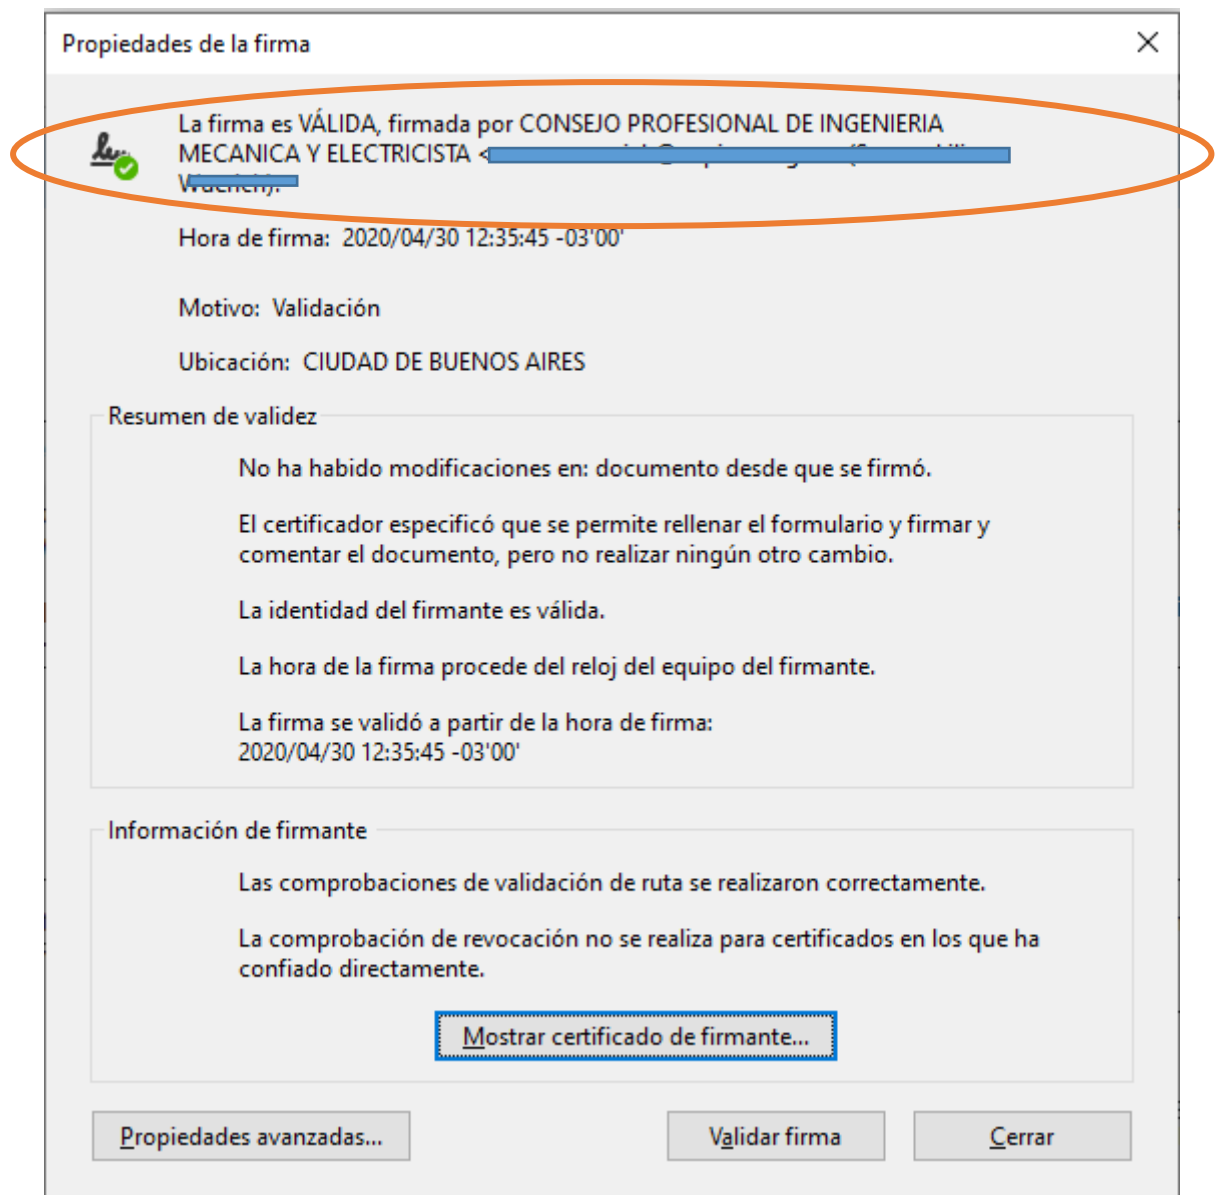 Propiedades de la firma
La firma es VÁLIDA, firmada por CONSEJO PROFESIONAL DE INGENIERIA
MECANICA Y ELECTRICISTA <
Hora de firma: 2020/04/30 12:35:45 -03'00'
Motivo: Validación
Ubicación: CIUDAD DE BUENOS AIRES
Resumen de validez
No ha habido modificaciones en: documento desde que se firmó.
El certificador especificó que se permite rellenar el formulario y firmar y
comentar el documento, pero no realizar ningún otro cambio.
La identidad del firmante es válida.
La hora de la firma procede del reloj del equipo del firmante.
La firma se validó a partir de la hora de firma:
2020/04/30 12:35:45 -03'00'
Información de firmante
Las comprobaciones de validación de ruta se realizaron correctamente.
La comprobación de revocación no se realiza para certificados en los que ha
confiado directamente.
Mostrar certificado de firmante...
Propiedades avanzadas...
Validar firma
Cerrar